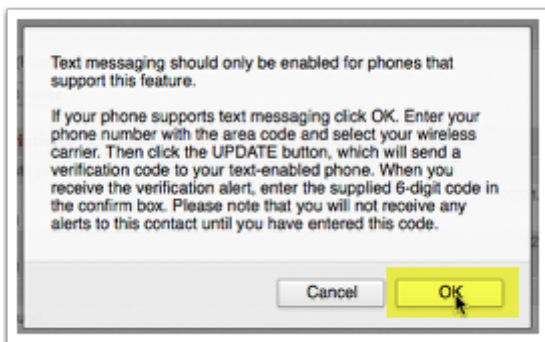 Text messaging should only be enabled for phones that
support this feature.
If your phone supports text messaging click OK. Enter your
phone number with the area code and select your wireless
carrier. Then click the UPDATE button, which will send a
verification code to your text-enabled phone. When you
receive the verification alert, enter the supplied 6-digit code in
the confirm box. Please note that you will not receive any
alerts to this contact until you have entered this code.
Cancel
OK